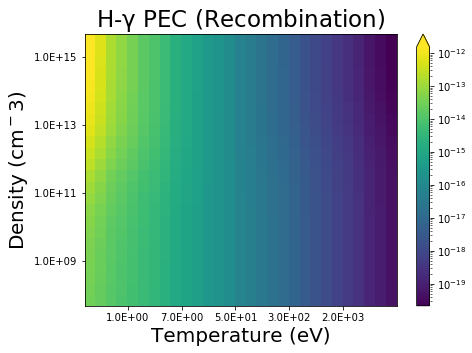 H-γ PEC (Recombination)
Density (cm⁻3)
1.0E+15
1.0E+13
1.0E+11
1.0E+09
1.0E+00 7.0E+00 5.0E+01 3.0E+02 2.0E+03
Temperature (eV)
10⁻¹²
10⁻¹³
10⁻¹⁴
10⁻¹⁵
10⁻¹⁶
10⁻¹⁷
10⁻¹⁸
10⁻¹⁹